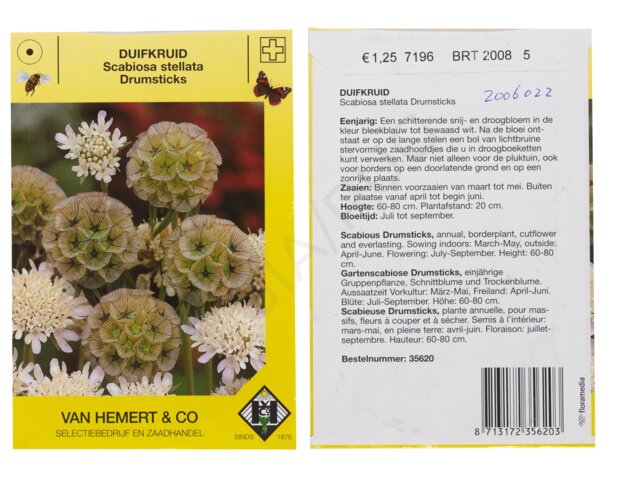 DUIFKRUID
Scabiosa stellata
Drumsticks
VAN HEMERT & CO
SELECTIEBEDRIJF EN ZAADHANDEL
SINDS 1876
€ 1,25 7196 BRT 2008 5
DUIFKRUID
Scabiosa stellata Drumsticks
2006022
Eenjarig: Een schitterende snij- en droogbloem in de
kleur bleekblauw tot bewaasd wit. Na de bloei ont-
staat er op de lange stelen een bol van lichtbruine
stervormige zaadhoofdjes die u in droogboeketten
kunt verwerken. Maar niet alleen voor de pluktuin, ook
voor borders op een doorlatende grond en op een
zonrijke plaats.
Zaaien: Binnen voorzaaien van maart tot mei. Buiten
ter plaatse vanaf april tot begin juni.
Hoogte: 60-80 cm. Plantafstand: 20 cm.
Bloeitijd: Juli tot september.
Scabious Drumsticks, annual, borderplant, cutflower
and everlasting. Sowing indoors: March-May, outside:
April-June. Flowering: July-September. Height: 60-80
cm.
Gartenscabiose Drumsticks, einjährige
Gruppenpflanze, Schnittblume und Trockenblume.
Aussaatzeit Vorkultur: März-Mai, Freiland: April-Juni.
Blüte: Juli-September. Höhe: 60-80 cm.
Scabieuse Drumsticks, plante annuelle, pour mas-
sifs, fleurs à couper et à sécher. Semis à l'intérieur:
mars-mai, en pleine terre: avril-juin. Floraison: juillet-
septembre. Hauteur: 60-80 cm.
Bestelnummer: 35620
floramedia
8 713172 356203